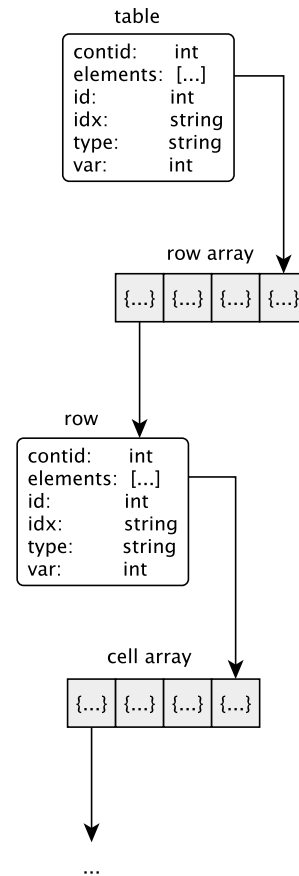 table
contid: int
elements: [...]
id: int
idx: string
type: string
var: int
row array
{...} {...} {...} {...}
row
contid: int
elements: [...]
id: int
idx: string
type: string
var: int
cell array
{...} {...} {...} {...}
...